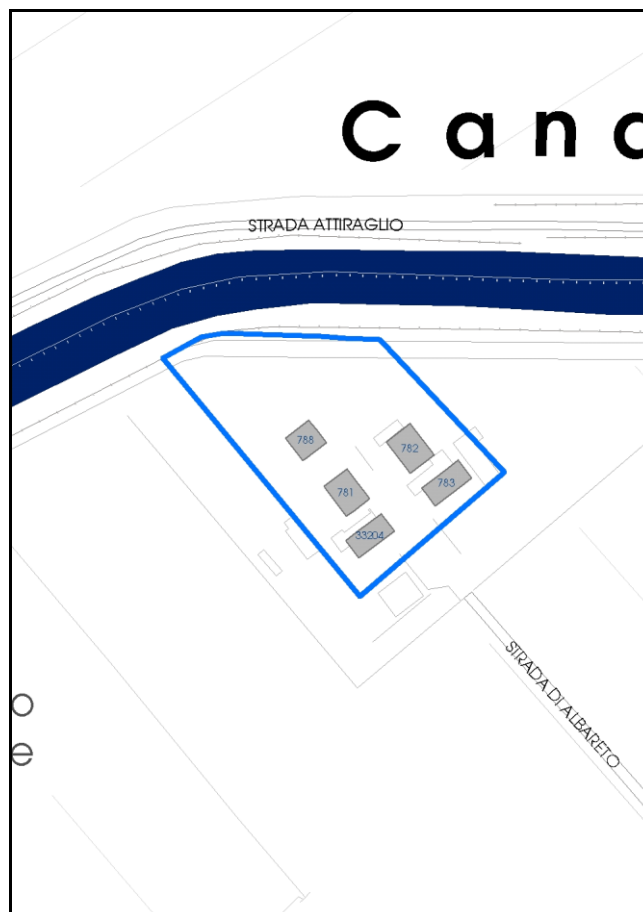 C a n a
STRADA ATTIRAGLIO
788
782
781
783
33204
STRADA DI ALBARETO
o
e